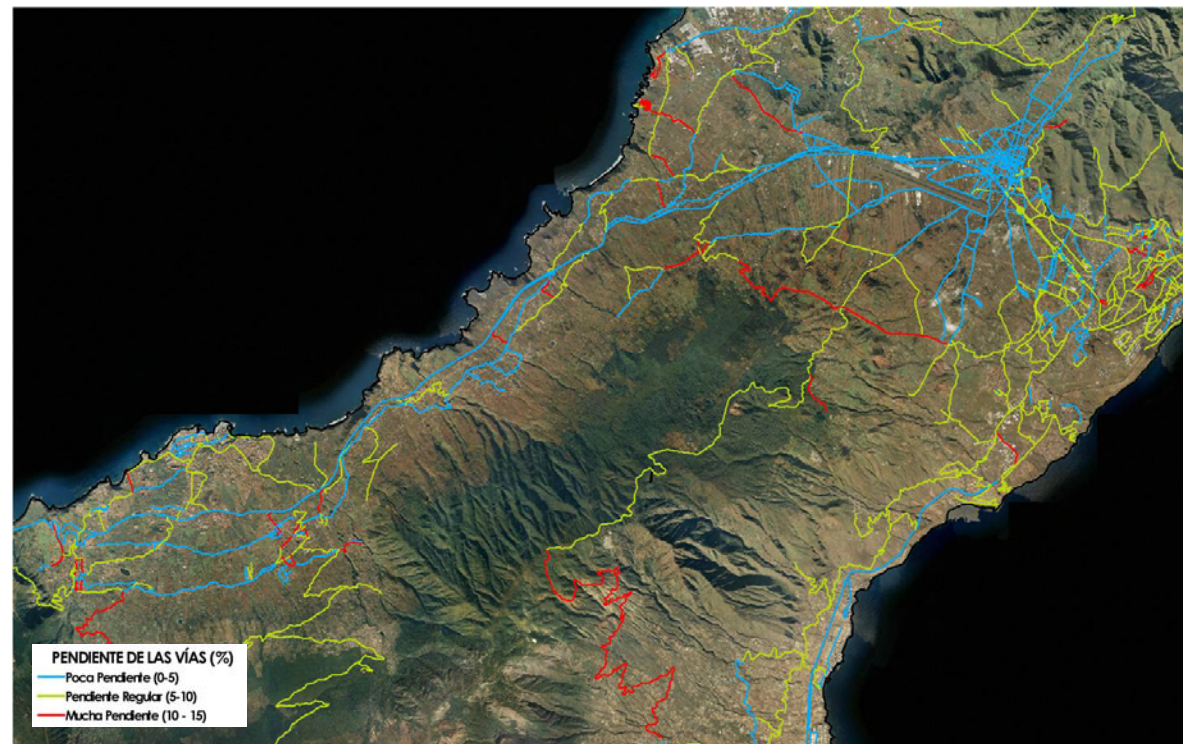 PENDIENTE DE LAS VÍAS (%)
Poca Pendiente (0-5)
Pendiente Regular (5-10)
Mucha Pendiente (10 - 15)